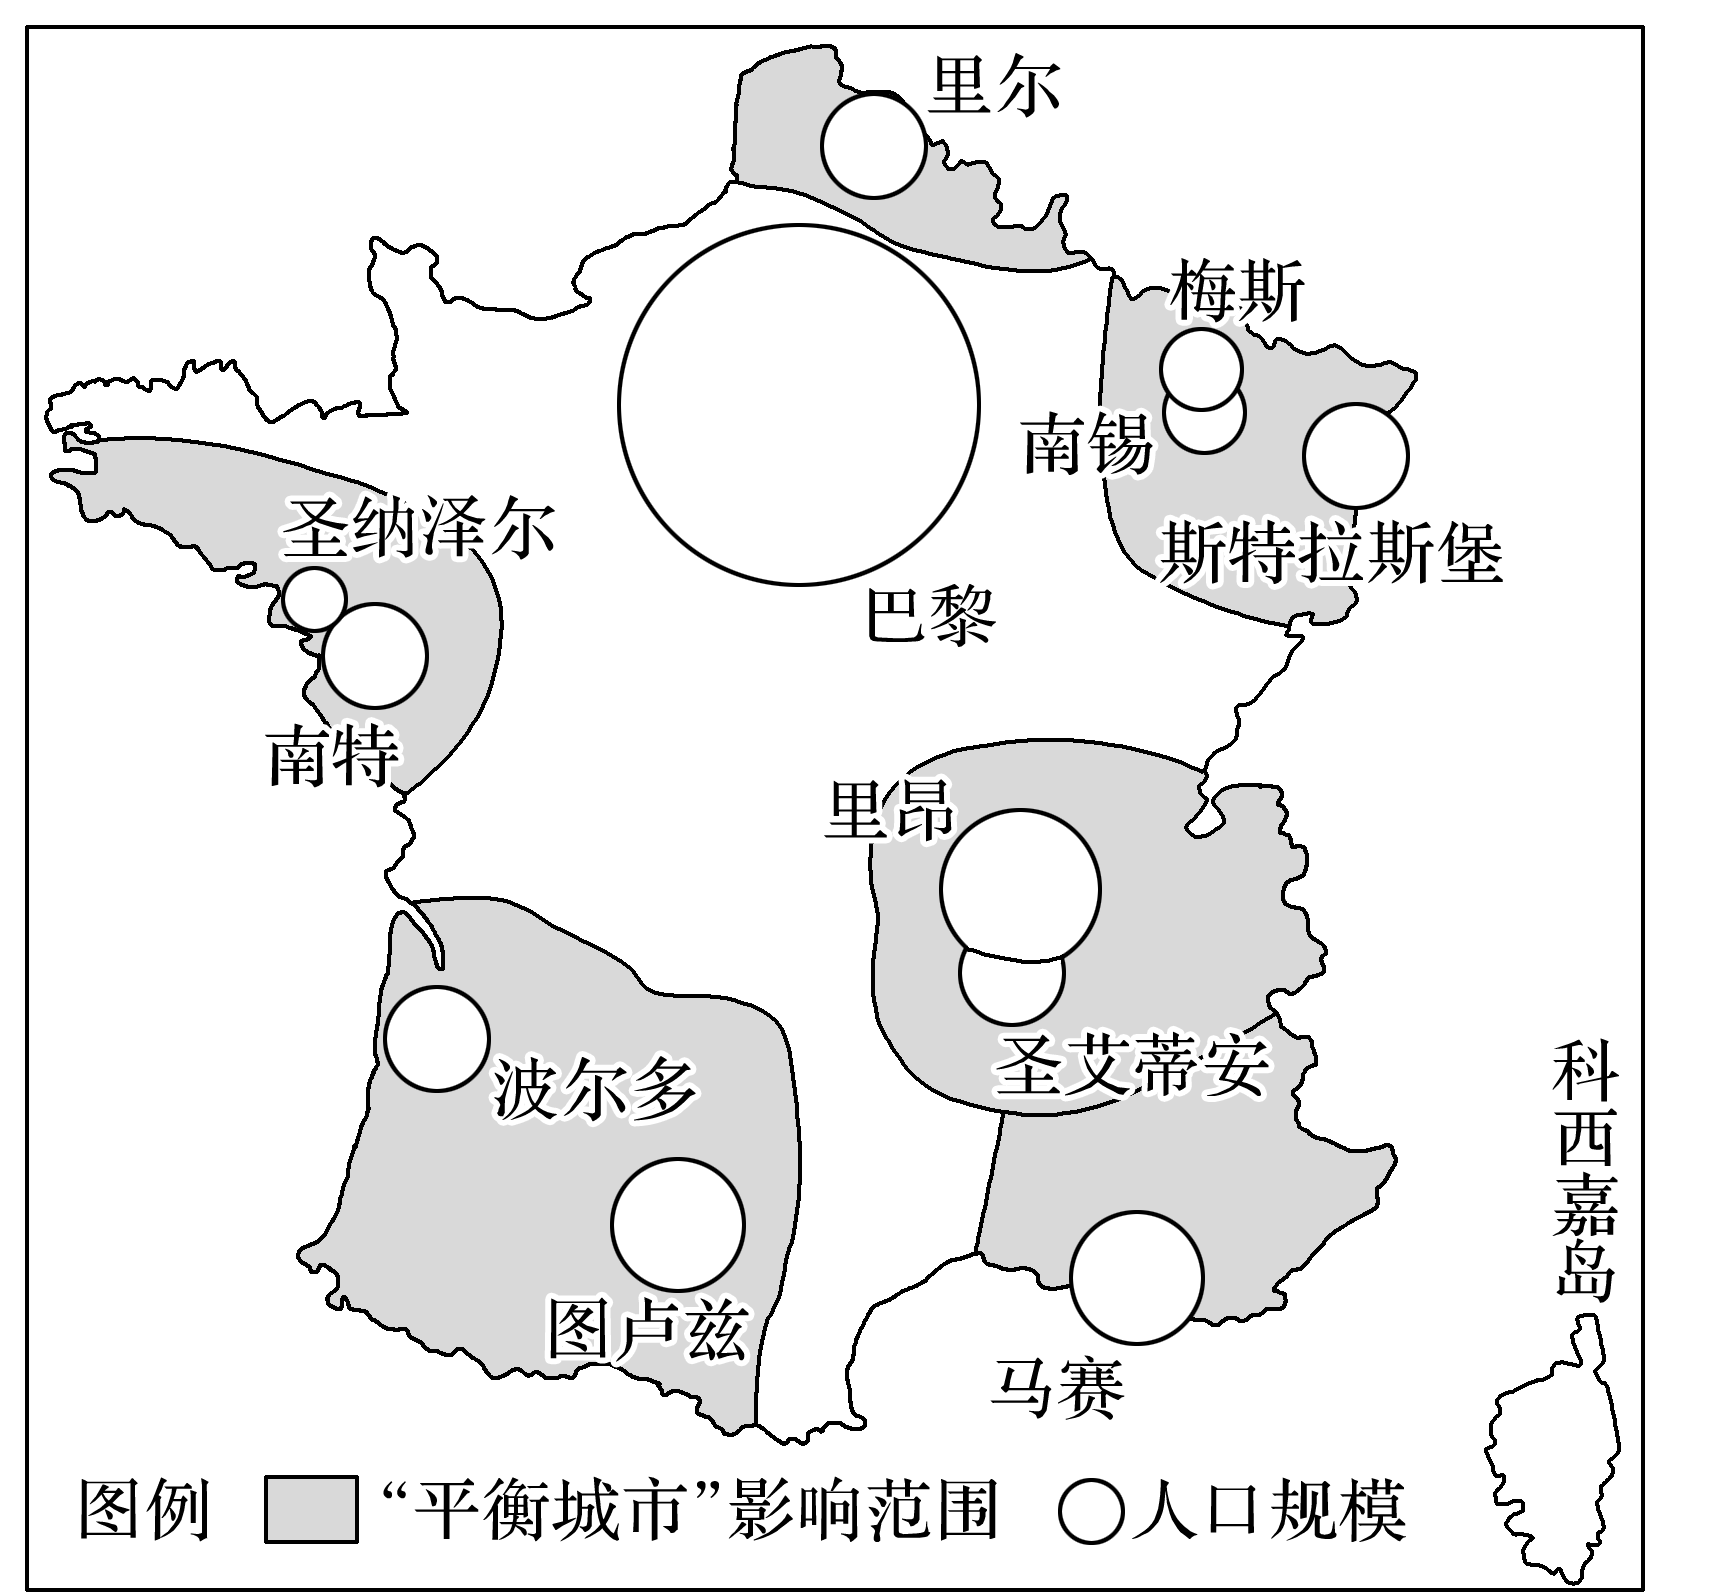 里尔
梅斯
南锡
圣纳泽尔
斯特拉斯堡
巴黎
南特
里昂
圣艾蒂安
波尔多
科西嘉岛
图卢兹
马赛
图例 “平衡城市”影响范围 人口规模